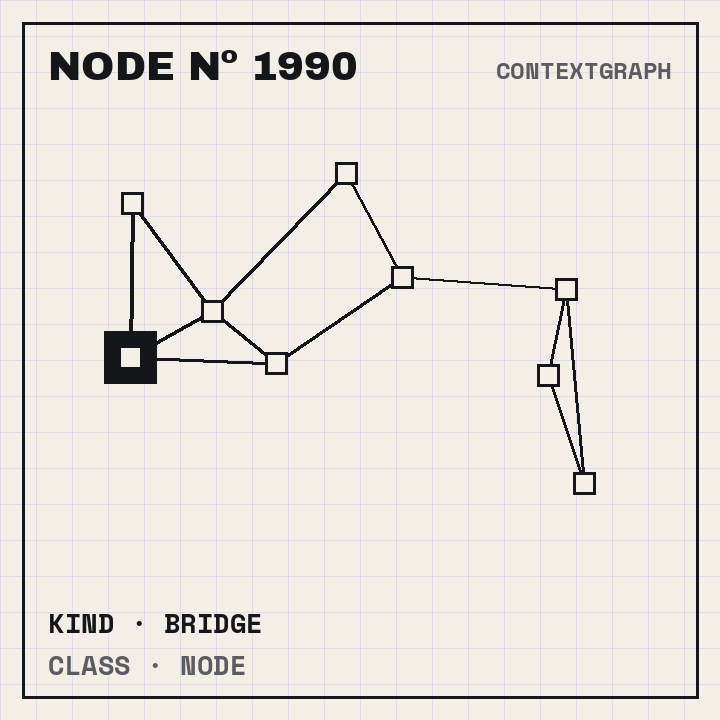 NODE Nº 1990
CONTEXTGRAPH
KIND · BRIDGE
CLASS · NODE